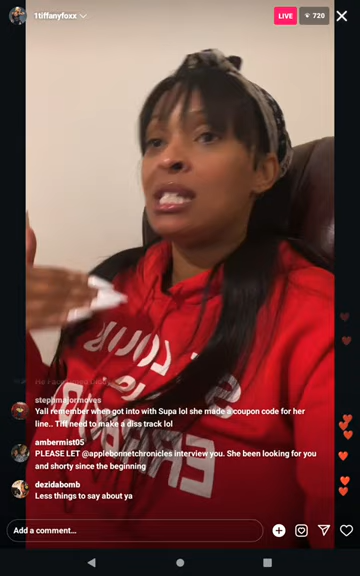 1tiffanyfoxx
LIVE
720
stephmajormoves
Yall remember when got into with Supa lol she made a coupon code for her
line.. Tiff need to make a diss track lol
ambermist05
PLEASE LET @applebonnetchronicles interview you. She been looking for you
and shorty since the beginning
dezidabomb
Less things to say about ya
Add a comment...